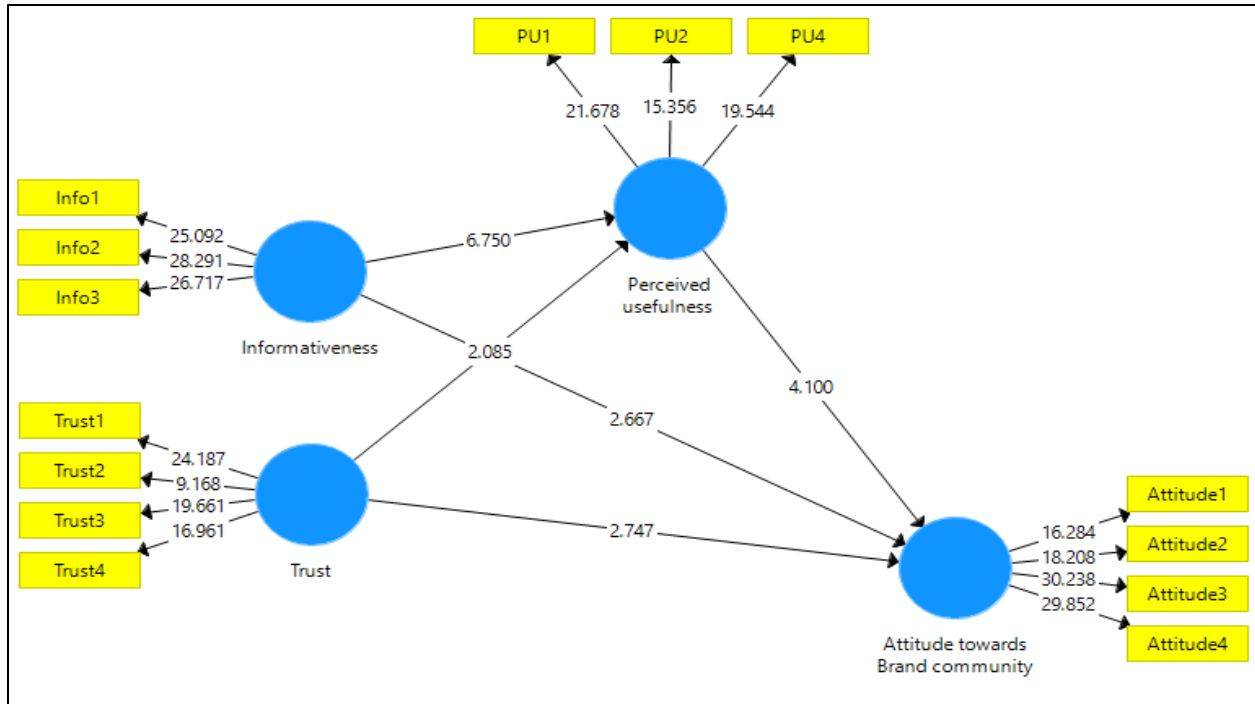 PU1
PU2
PU4
21.678
15.356
19.544
Info1
Info2
Info3
25.092
28.291
26.717
Informativeness
6.750
Perceived
usefulness
2.085
2.667
4.100
Trust1
Trust2
Trust3
Trust4
24.187
9.168
19.661
16.961
Trust
2.747
Attitude1
Attitude2
Attitude3
Attitude4
16.284
18.208
30.238
29.852
Attitude towards
Brand community